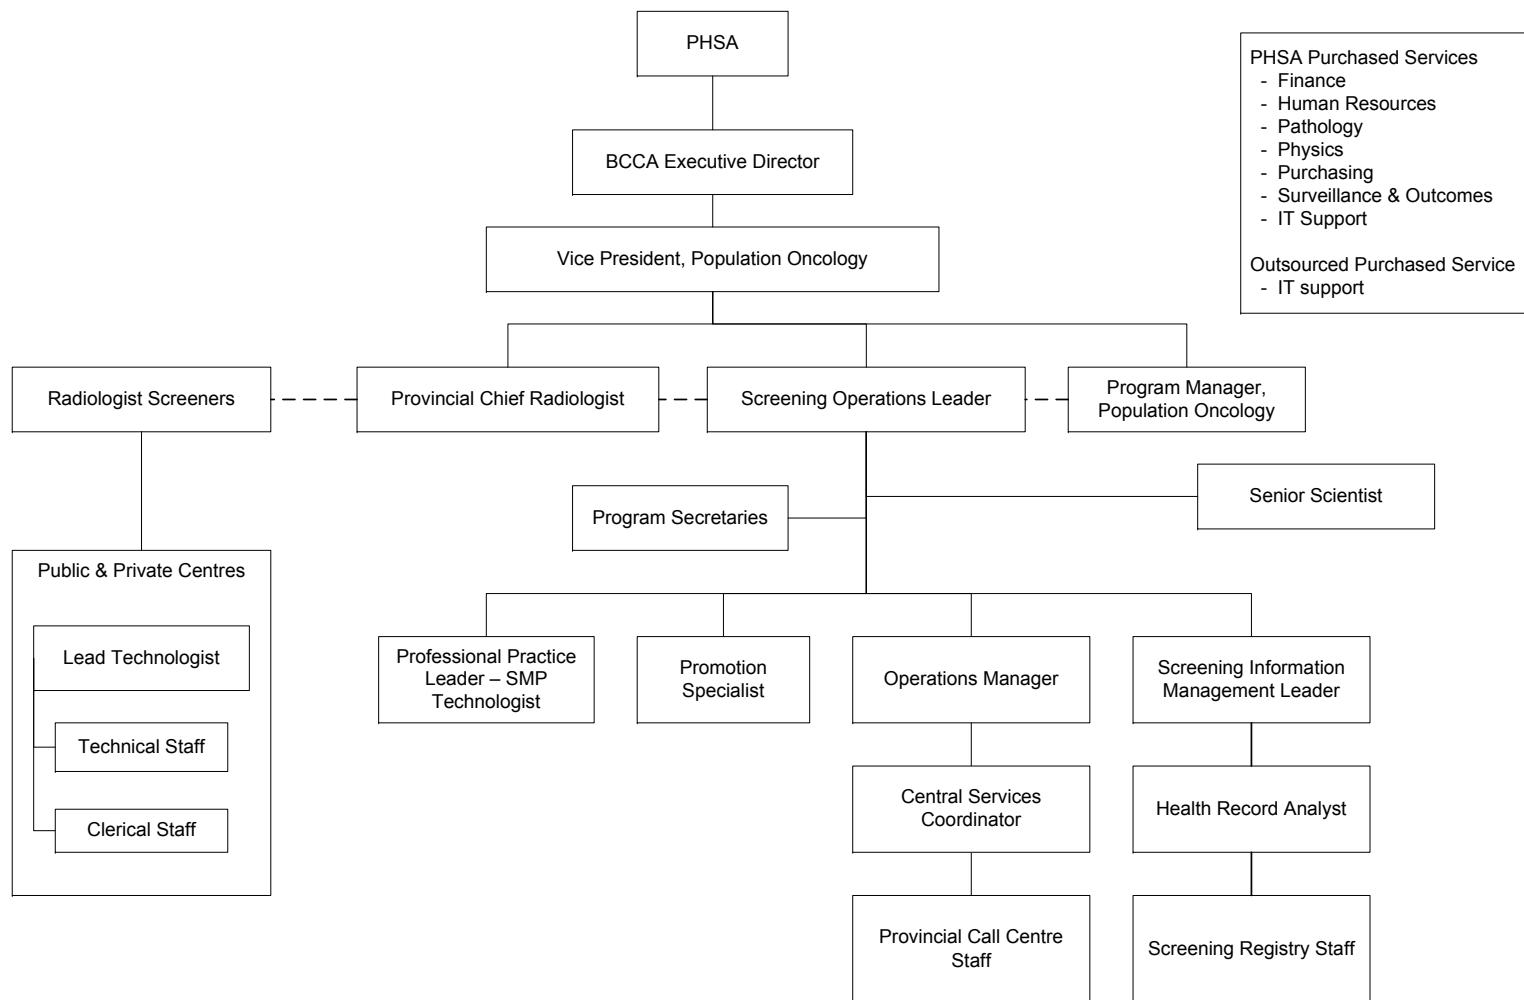 PHSA
PHSA Purchased Services
- Finance
- Human Resources
- Pathology
- Physics
- Purchasing
- Surveillance & Outcomes
- IT Support
Outsourced Purchased Service
- IT support
BCCA Executive Director
Vice President, Population Oncology
Radiologist Screeners
Provincial Chief Radiologist
Screening Operations Leader
Program Manager,
Population Oncology
Senior Scientist
Program Secretaries
Public & Private Centres
Lead Technologist
Technical Staff
Clerical Staff
Professional Practice
Leader – SMP
Technologist
Promotion
Specialist
Operations Manager
Screening Information
Management Leader
Central Services
Coordinator
Health Record Analyst
Provincial Call Centre
Staff
Screening Registry Staff